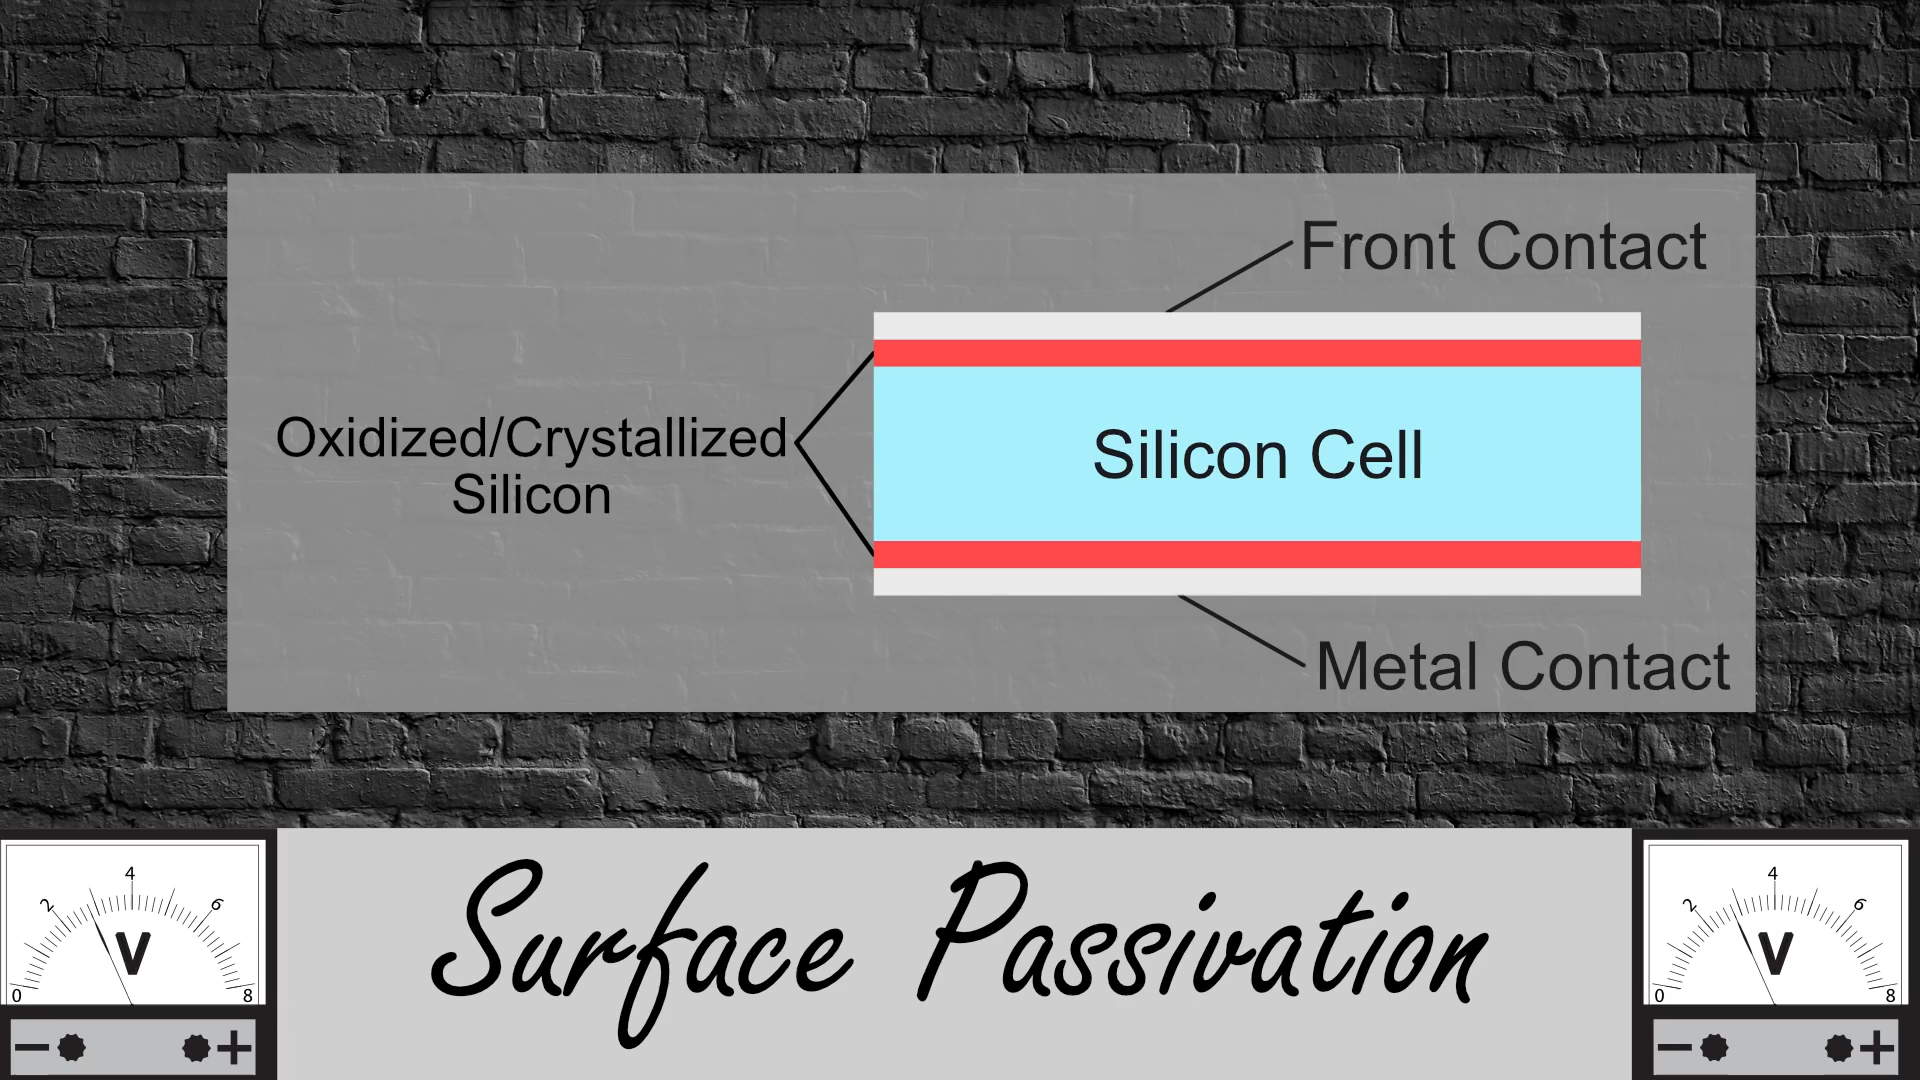 Front Contact
Oxidized/Crystallized
Silicon
Silicon Cell
Metal Contact
Surface Passivation
0 2 4 6 8
V
− +
0 2 4 6 8
V
− +